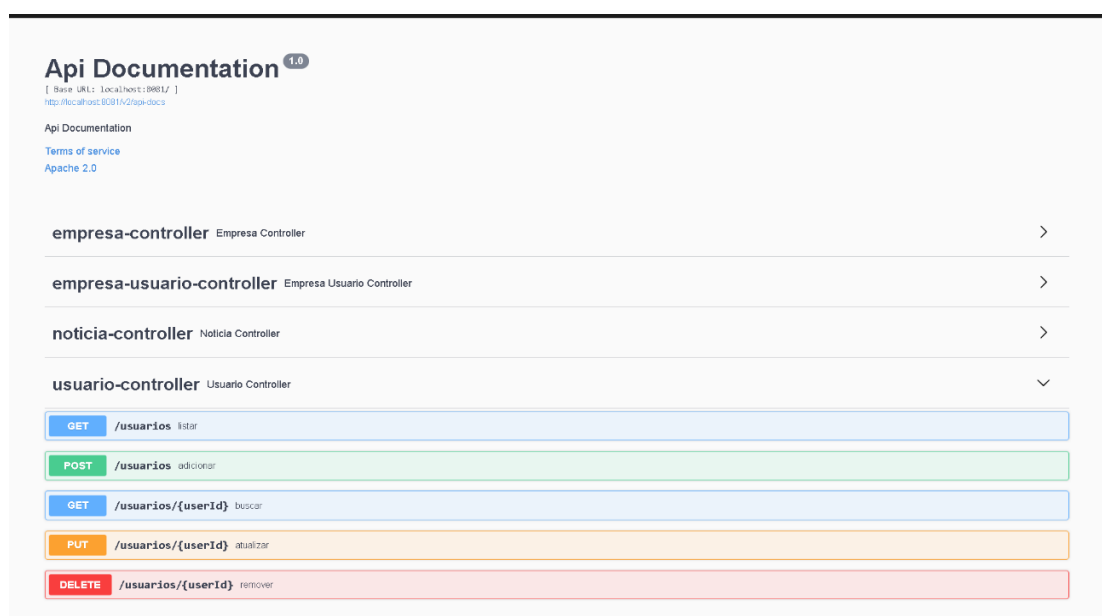 Api Documentation 1.0
[ Base URL: localhost:8081/ ]
http://localhost:8081/v2/api-docs
Api Documentation
Terms of service
Apache 2.0
empresa-controller Empresa Controller
empresa-usuario-controller Empresa Usuario Controller
noticia-controller Noticia Controller
usuario-controller Usuario Controller
GET /usuarios listar
POST /usuarios adicionar
GET /usuarios/{userId} buscar
PUT /usuarios/{userId} atualizar
DELETE /usuarios/{userId} remover